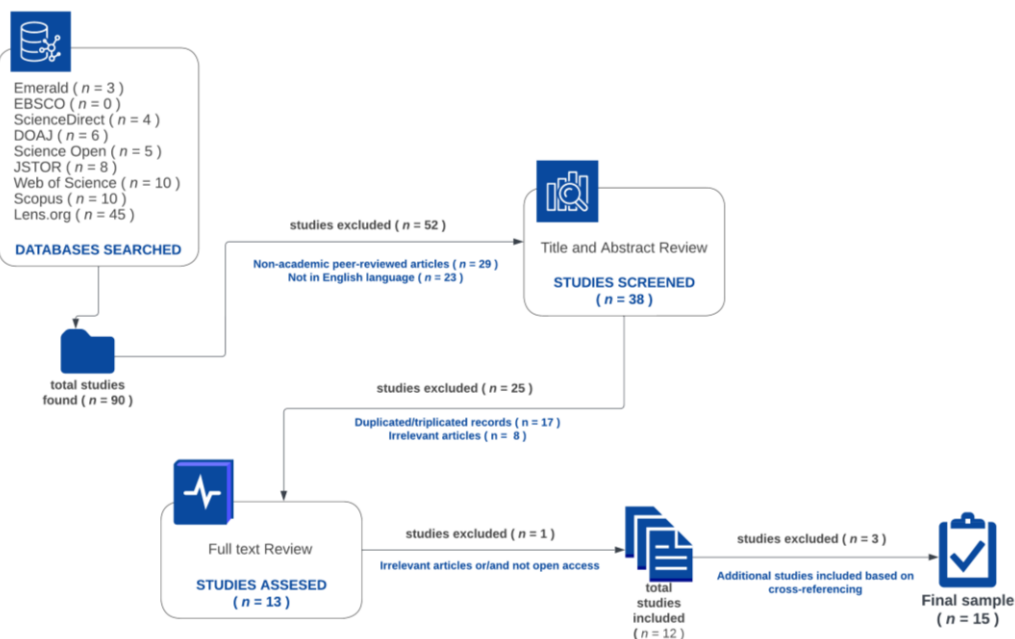 Emerald ( n = 3 )
EBSCO ( n = 0 )
ScienceDirect ( n = 4 )
DOAJ ( n = 6 )
Science Open ( n = 5 )
JSTOR ( n = 8 )
Web of Science ( n = 10 )
Scopus ( n = 10 )
Lens.org ( n = 45 )
DATABASES SEARCHED
total studies
found ( n = 90 )
studies excluded ( n = 52 )
Non-academic peer-reviewed articles ( n = 29 )
Not in English language ( n = 23 )
Title and Abstract Review
STUDIES SCREENED
( n = 38 )
studies excluded ( n = 25 )
Duplicated/triplicated records ( n = 17 )
Irrelevant articles ( n = 8 )
Full text Review
STUDIES ASSESED
( n = 13 )
studies excluded ( n = 1 )
Irrelevant articles or/and not open access
total
studies
included
( n = 12 )
studies excluded ( n = 3 )
Additional studies included based on
cross-referencing
Final sample
( n = 15 )